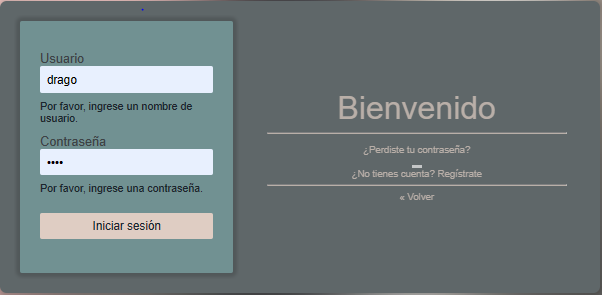 Usuario
drago
Por favor, ingrese un nombre de
usuario.
Contraseña
••••
Por favor, ingrese una contraseña.
Iniciar sesión
Bienvenido
¿Perdiste tu contraseña?
¿No tienes cuenta? Regístrate
« Volver